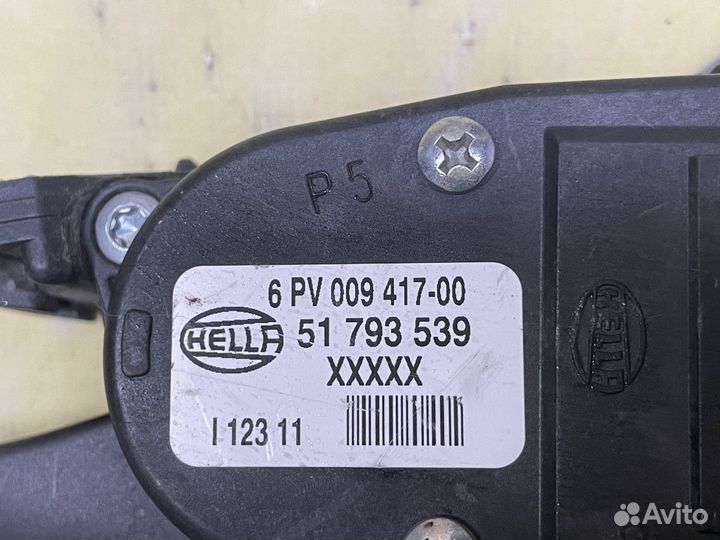 P5
6 PV 009 417-00
HELLA 51 793 539
XXXXX
I 123 11
HELLA
Avito